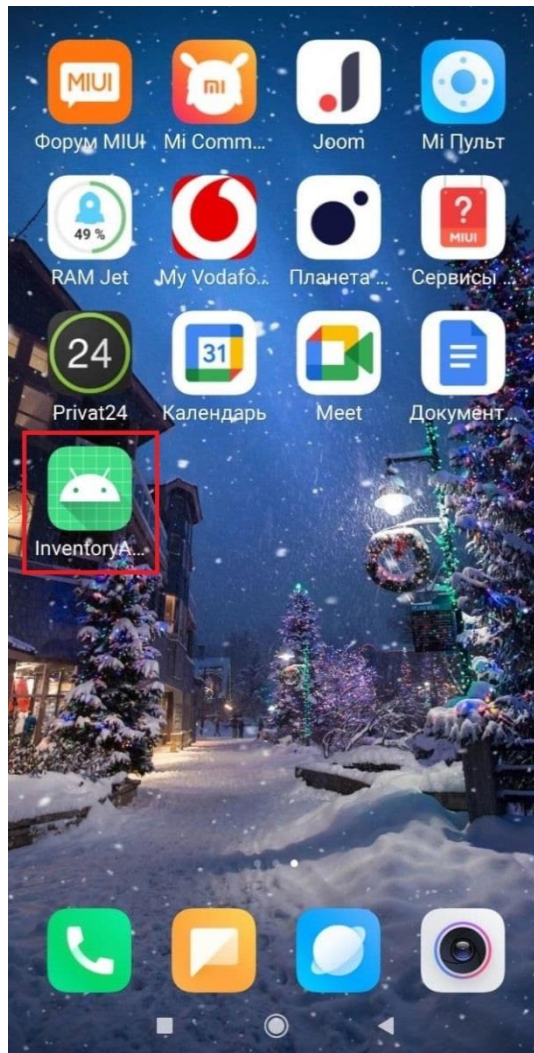 MIUI
Форум MIUI
Mi Comm...
Joom
Mi Пульт
49 %
?
MIUI
RAM Jet
My Vodafo...
Планета ...
Сервисы ...
24
31
Privat24
Календарь
Meet
Документ...
InventoryA...